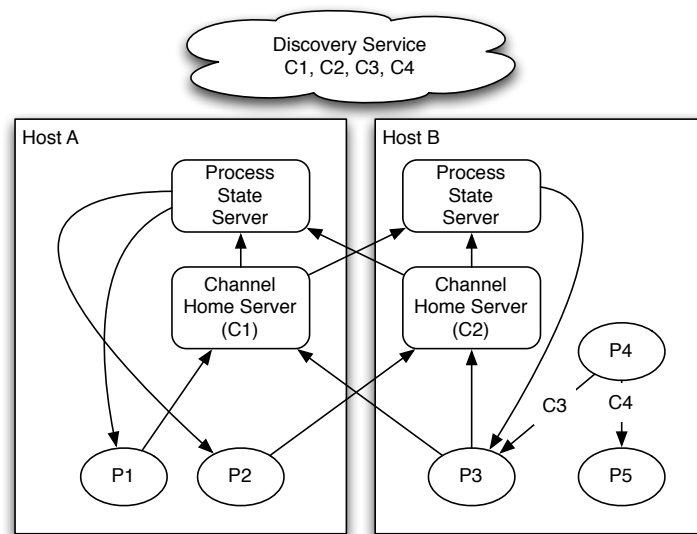 Discovery Service
C1, C2, C3, C4
Host A
Host B
Process
State
Server
Process
State
Server
Channel
Home Server
(C1)
Channel
Home Server
(C2)
P4
C3
C4
P1
P2
P3
P5